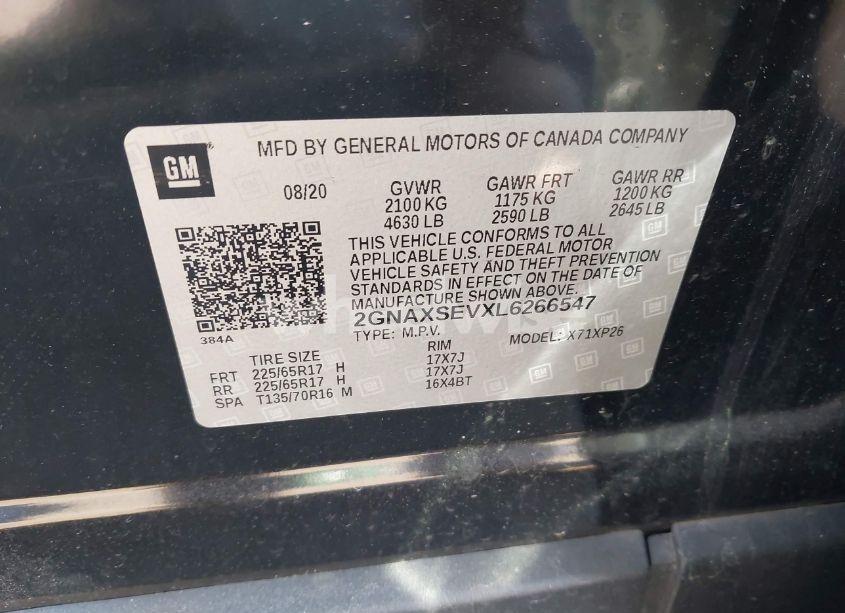 GM
MFD BY GENERAL MOTORS OF CANADA COMPANY
08/20
GVWR
2100 KG
4630 LB
GAWR FRT
1175 KG
2590 LB
GAWR RR
1200 KG
2645 LB
THIS VEHICLE CONFORMS TO ALL
APPLICABLE U.S. FEDERAL MOTOR
VEHICLE SAFETY AND THEFT PREVENTION
STANDARDS IN EFFECT ON THE DATE OF
MANUFACTURE SHOWN ABOVE.
2GNAXSEVXL6266547
TYPE: M.P.V. MODEL: X71XP26
384A
TIRE SIZE RIM
FRT 225/65R17 H 17X7J
RR 225/65R17 H 17X7J
SPA T135/70R16 M 16X4BT